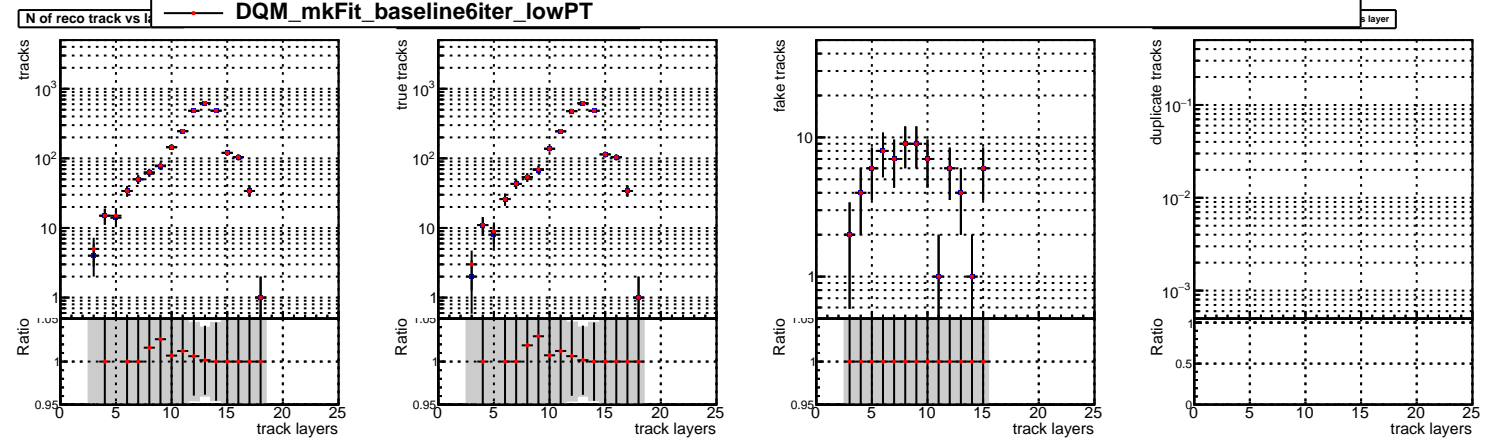 DQM_mkFit_baseline6iter_lowPT
N of reco track vs la
s layer
tracks
10³
10²
10
1
Ratio
1.05
1
0.95
0 5 10 15 20 25
track layers
true tracks
10³
10²
10
1
Ratio
1.05
1
0.95
0 5 10 15 20 25
track layers
fake tracks
10
1
Ratio
1.05
1
0.95
0 5 10 15 20 25
track layers
duplicate tracks
10⁻¹
10⁻²
10⁻³
Ratio
1
0.5
0
0 5 10 15 20 25
track layers